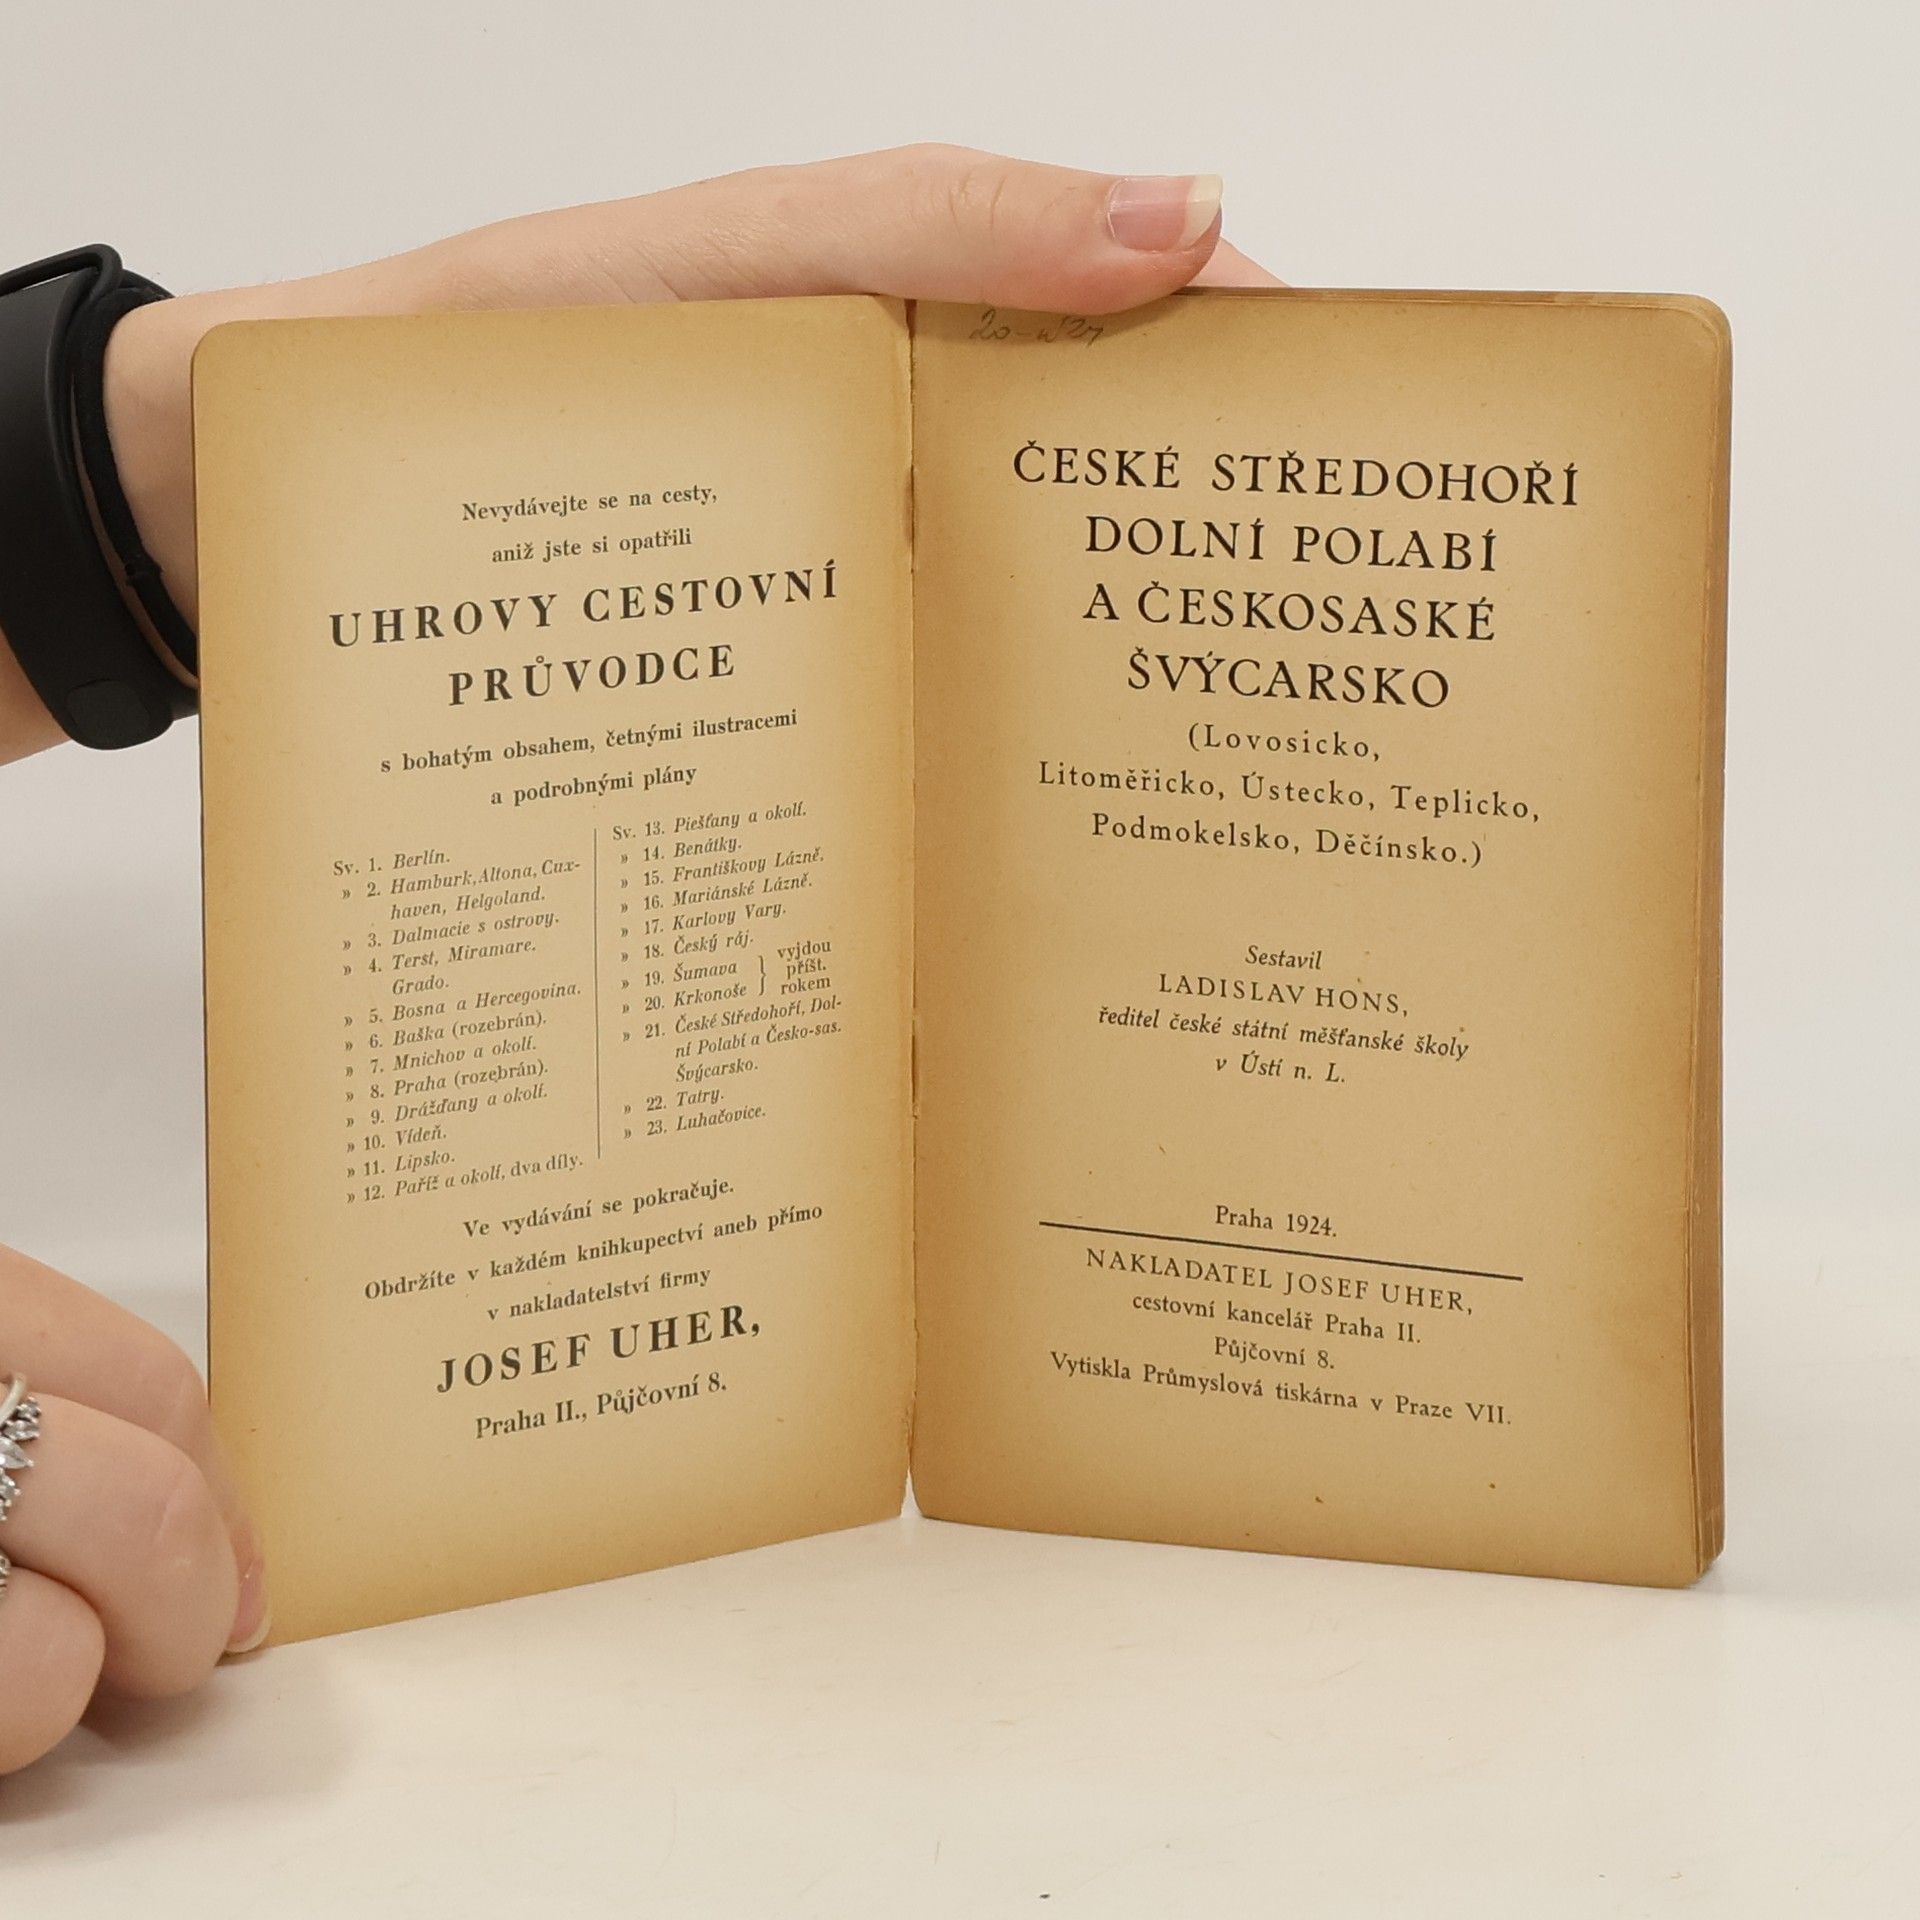 Nevydávejte se na cesty,
aniž jste si opatřili
UHROVY CESTOVNÍ
PRŮVODCE
s bohatým obsahem, četnými ilustracemi
a podrobnými plány
Sv. 1. Berlín.
» 2. Hamburk, Altona, Cux-
haven, Helgoland.
» 3. Dalmacie s ostrovy.
» 4. Terst, Miramare.
Grado.
» 5. Bosna a Hercegovina.
» 6. Baška (rozebrán).
» 7. Mnichov a okolí.
» 8. Praha (rozebrán).
» 9. Drážďany a okolí.
» 10. Vídeň.
» 11. Lipsko.
» 12. Paříž a okolí, dva díly.
Sv. 13. Piešťany a okolí.
» 14. Benátky.
» 15. Františkovy Lázně.
» 16. Mariánské Lázně.
» 17. Karlovy Vary.
» 18. Český ráj.
» 19. Šumava } vyjdou
příšt.
» 20. Krkonoše } rokem
» 21. České Středohoří, Dol-
ní Polabí a Česko-sas.
Švýcarsko.
» 22. Tatry.
» 23. Luhačovice.
Ve vydávání se pokračuje.
Obdržíte v každém knihkupectví aneb přímo
v nakladatelství firmy
JOSEF UHER,
Praha II., Půjčovní 8.
ČESKÉ STŘEDOHOŘÍ
DOLNÍ POLABÍ
A ČESKOSASKÉ
ŠVÝCARSKO
(Lovosicko,
Litoměřicko, Ústecko, Teplicko,
Podmokelsko, Děčínsko.)
Sestavil
LADISLAV HONS,
ředitel české státní měšťanské školy
v Ústí n. L.
Praha 1924.
NAKLADATEL JOSEF UHER,
cestovní kancelář Praha II.
Půjčovní 8.
Vytiskla Průmyslová tiskárna v Praze VII.